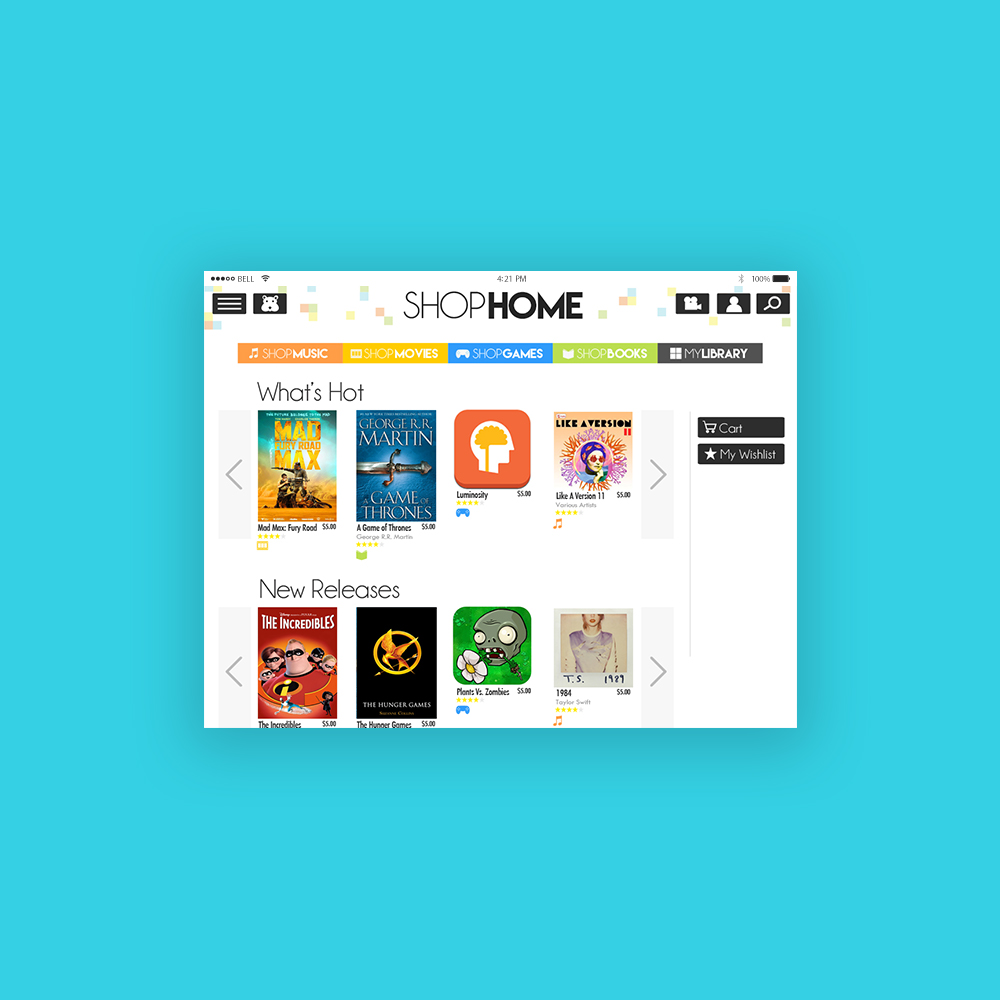 BELL 4:21 PM 100%
SHOPHOME
SHOPMUSIC SHOPMOVIES SHOPGAMES SHOPBOOKS MYLIBRARY
What's Hot
Cart
My Wishlist
MAD
FURY ROAD
MAX
GEORGE R.R.
MARTIN
A GAME OF
THRONES
LIKE A VERSION
11
Mad Max: Fury Road $5.00
A Game of Thrones $5.00
George R.R. Martin
Luminosity $5.00
Like A Version 11 $5.00
Various Artists
New Releases
THE INCREDIBLES
THE HUNGER GAMES
SUZANNE COLLINS
T.S. 1989
The Incredibles $5.00
The Hunger Games $5.00
Plants Vs. Zombies $5.00
1984 $5.00
Taylor Swift